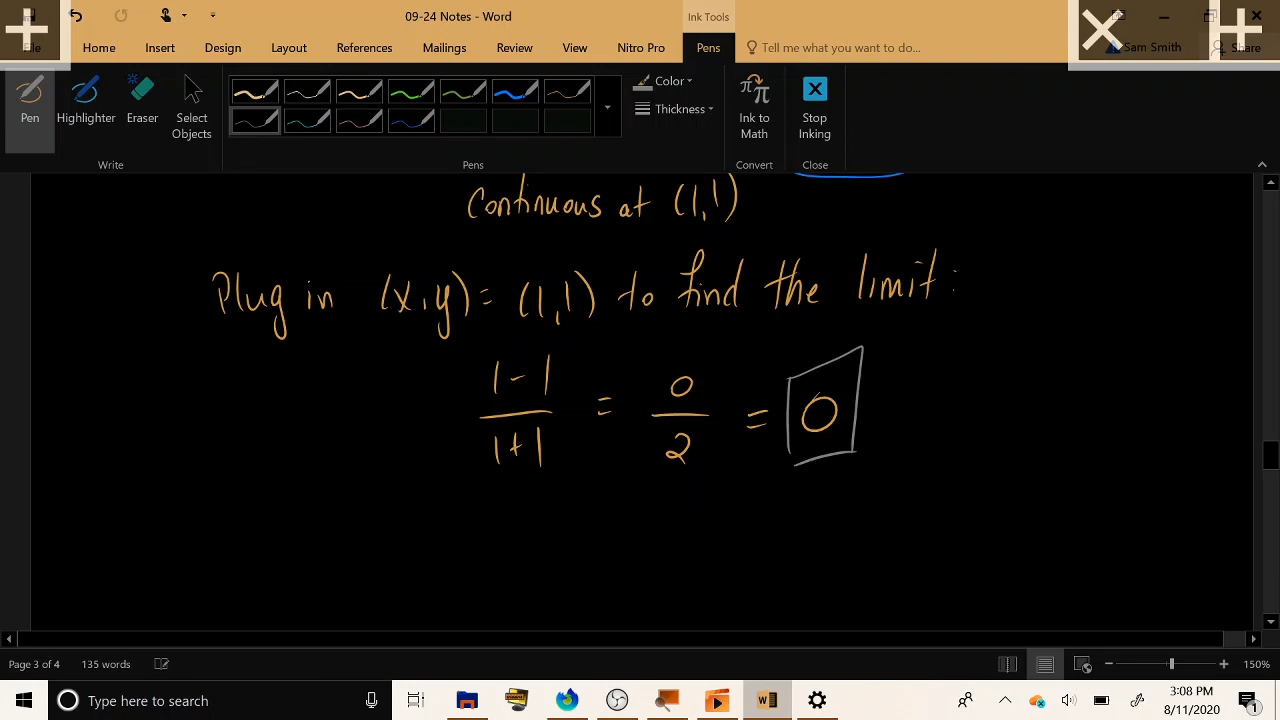 09-24 Notes - Word
Ink Tools
File Home Insert Design Layout References Mailings Review View Nitro Pro Pens Tell me what you want to do... Sam Smith Share
Pen Highlighter Eraser Select Objects
Color
Thickness
Ink to Math
Stop Inking
Write Pens Convert Close
Continuous at (1,1)
Plug in (x,y) = (1,1) to find the limit:
1-1 / 1+1 = 0 / 2 = 0
Page 3 of 4 135 words 150%
Type here to search
3:08 PM
8/11/2020
1